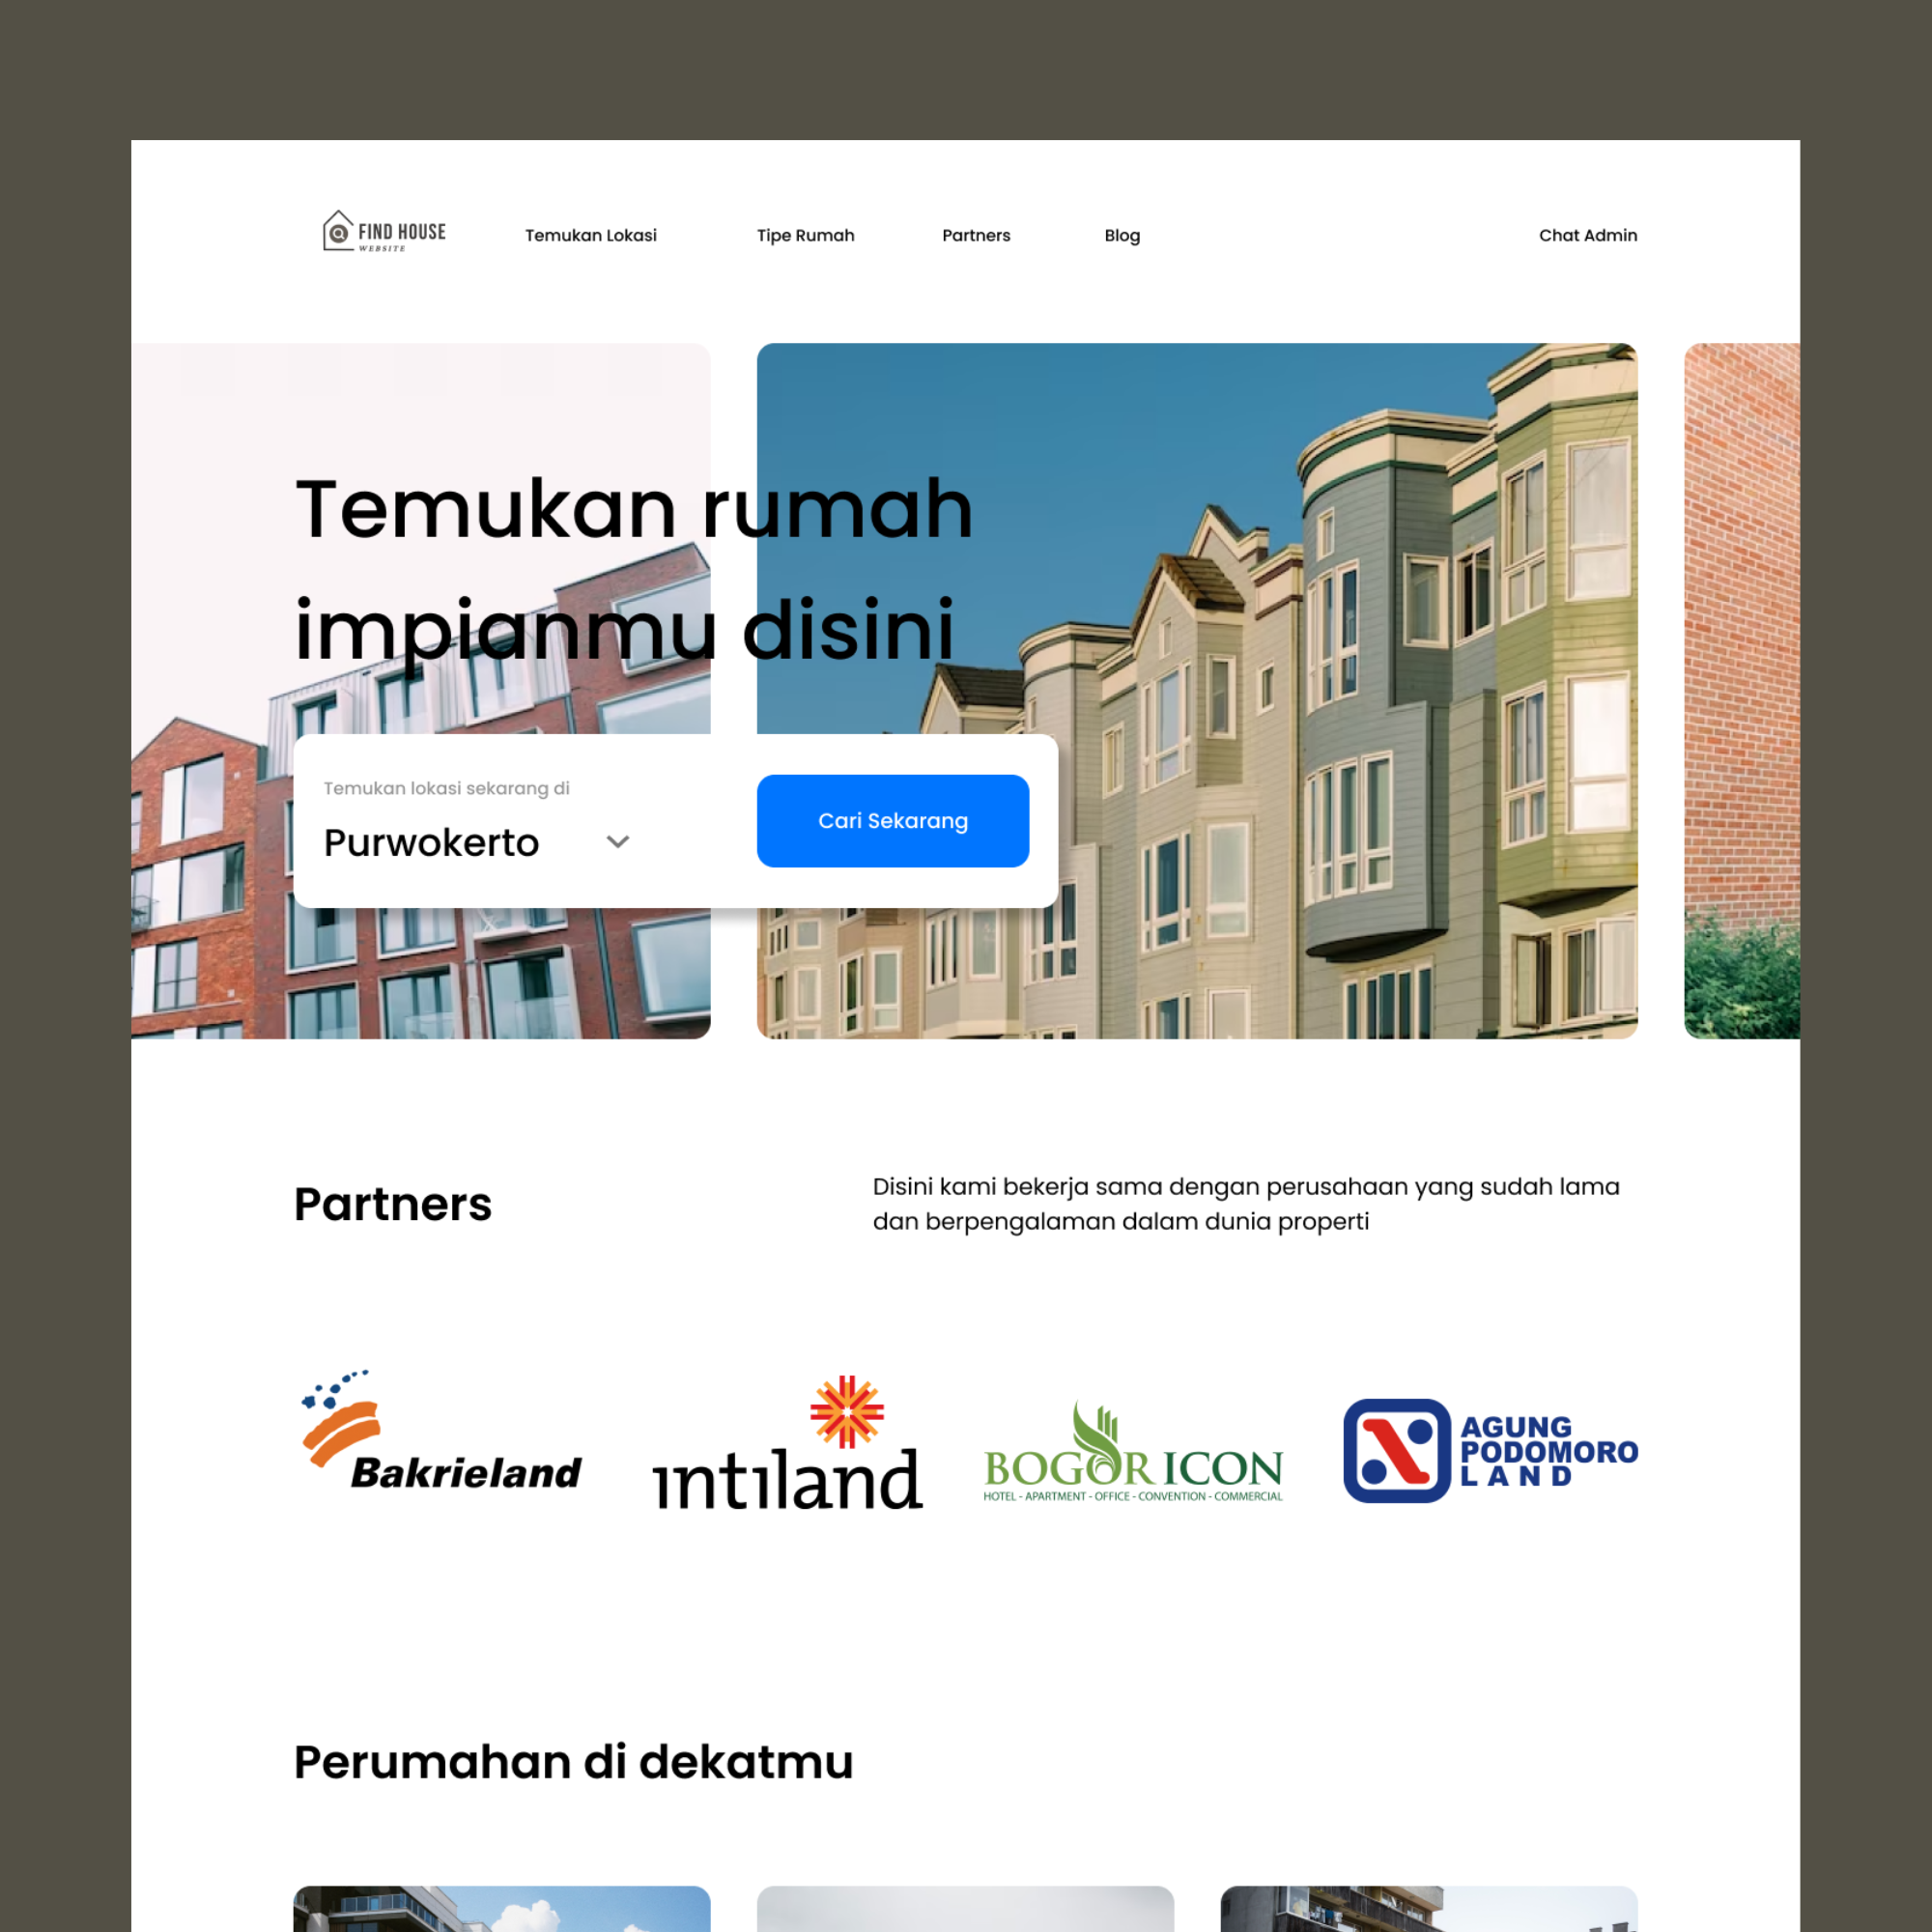 FIND HOUSE
WEBSITE
Temukan Lokasi
Tipe Rumah
Partners
Blog
Chat Admin
Temukan rumah
impianmu disini
Temukan lokasi sekarang di
Purwokerto
Cari Sekarang
Partners
Disini kami bekerja sama dengan perusahaan yang sudah lama
dan berpengalaman dalam dunia properti
Bakrieland
intiland
BOGOR ICON
HOTEL - APARTMENT - OFFICE - CONVENTION - COMMERCIAL
AGUNG
PODOMORO
LAND
Perumahan di dekatmu